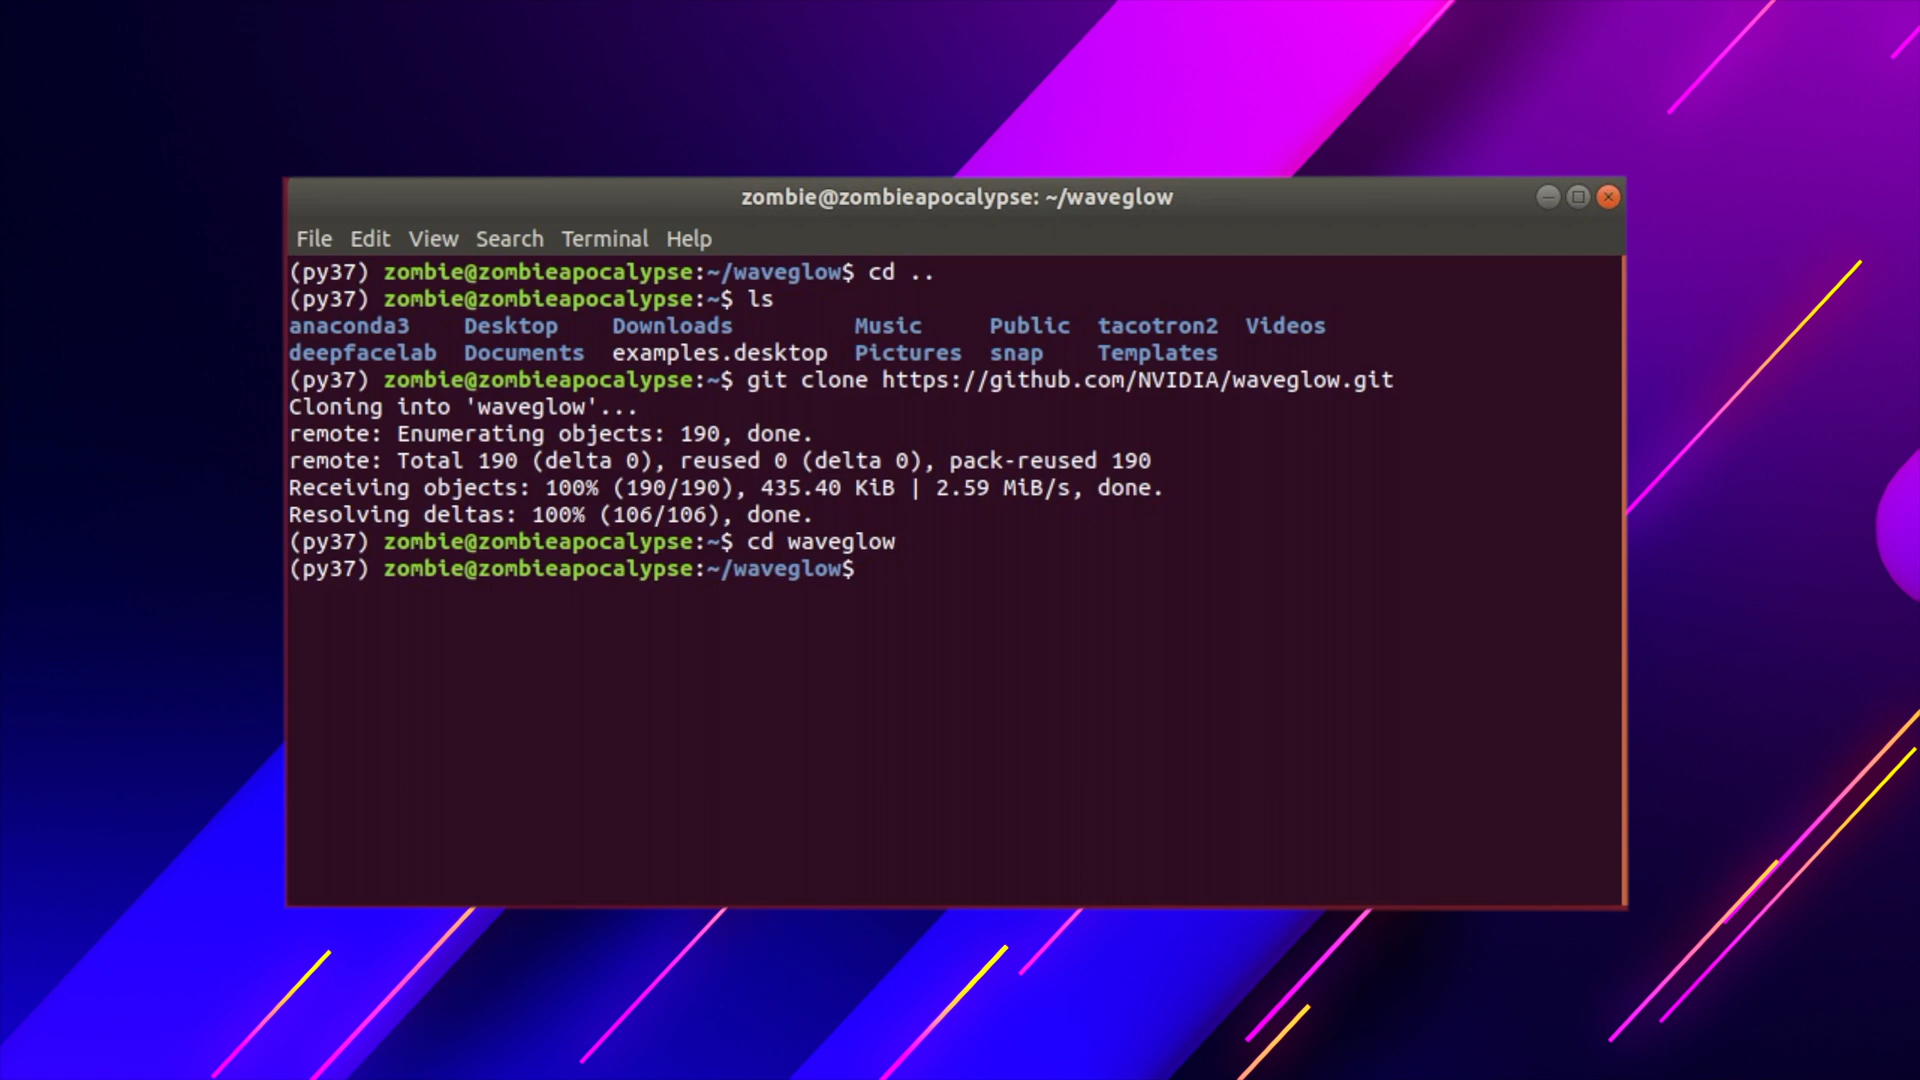 zombie@zombieapocalypse: ~/waveglow
File Edit View Search Terminal Help
(py37) zombie@zombieapocalypse:~/waveglow$ cd ..
(py37) zombie@zombieapocalypse:~$ ls
anaconda3 Desktop Downloads Music Public tacotron2 Videos
deepfacelab Documents examples.desktop Pictures snap Templates
(py37) zombie@zombieapocalypse:~$ git clone https://github.com/NVIDIA/waveglow.git
Cloning into 'waveglow'...
remote: Enumerating objects: 190, done.
remote: Total 190 (delta 0), reused 0 (delta 0), pack-reused 190
Receiving objects: 100% (190/190), 435.40 KiB | 2.59 MiB/s, done.
Resolving deltas: 100% (106/106), done.
(py37) zombie@zombieapocalypse:~$ cd waveglow
(py37) zombie@zombieapocalypse:~/waveglow$